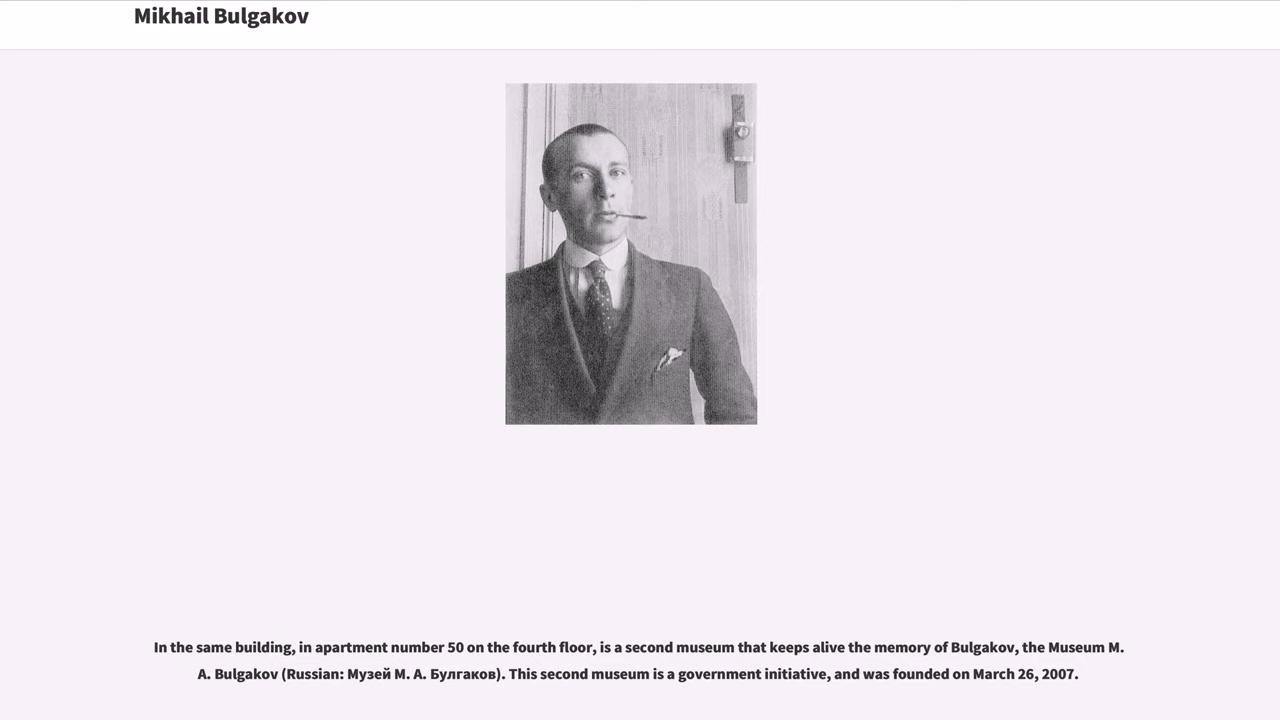 Mikhail Bulgakov
In the same building, in apartment number 50 on the fourth floor, is a second museum that keeps alive the memory of Bulgakov, the Museum M.
A. Bulgakov (Russian: Музей М. А. Булгаков). This second museum is a government initiative, and was founded on March 26, 2007.